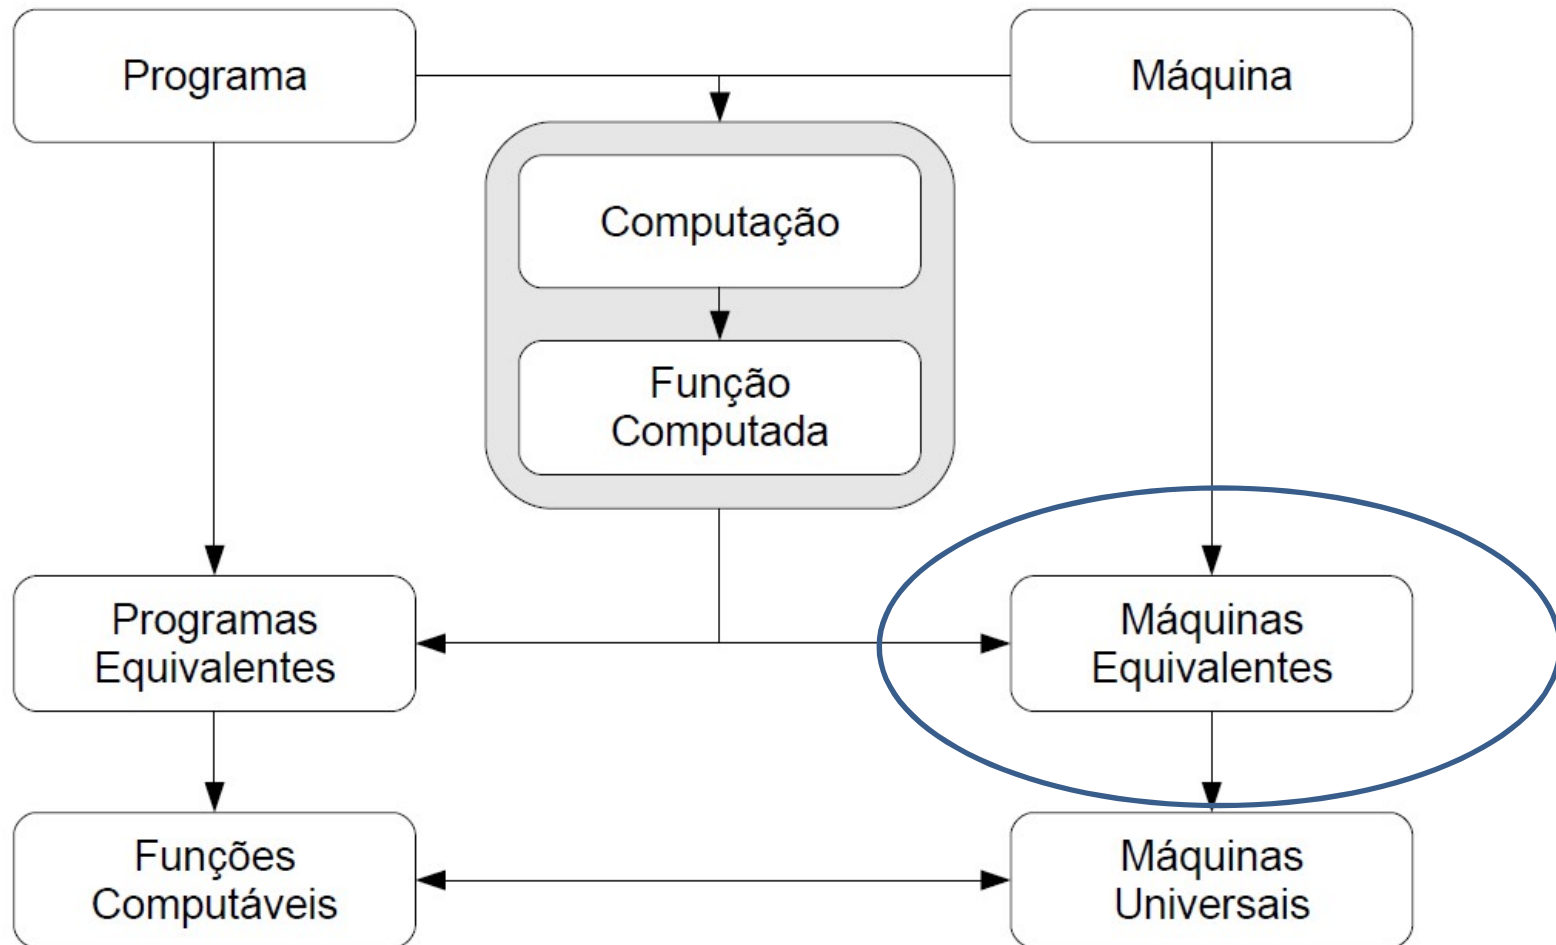 Programa
Máquina
Computação
Função
Computada
Programas
Equivalentes
Máquinas
Equivalentes
Funções
Computáveis
Máquinas
Universais